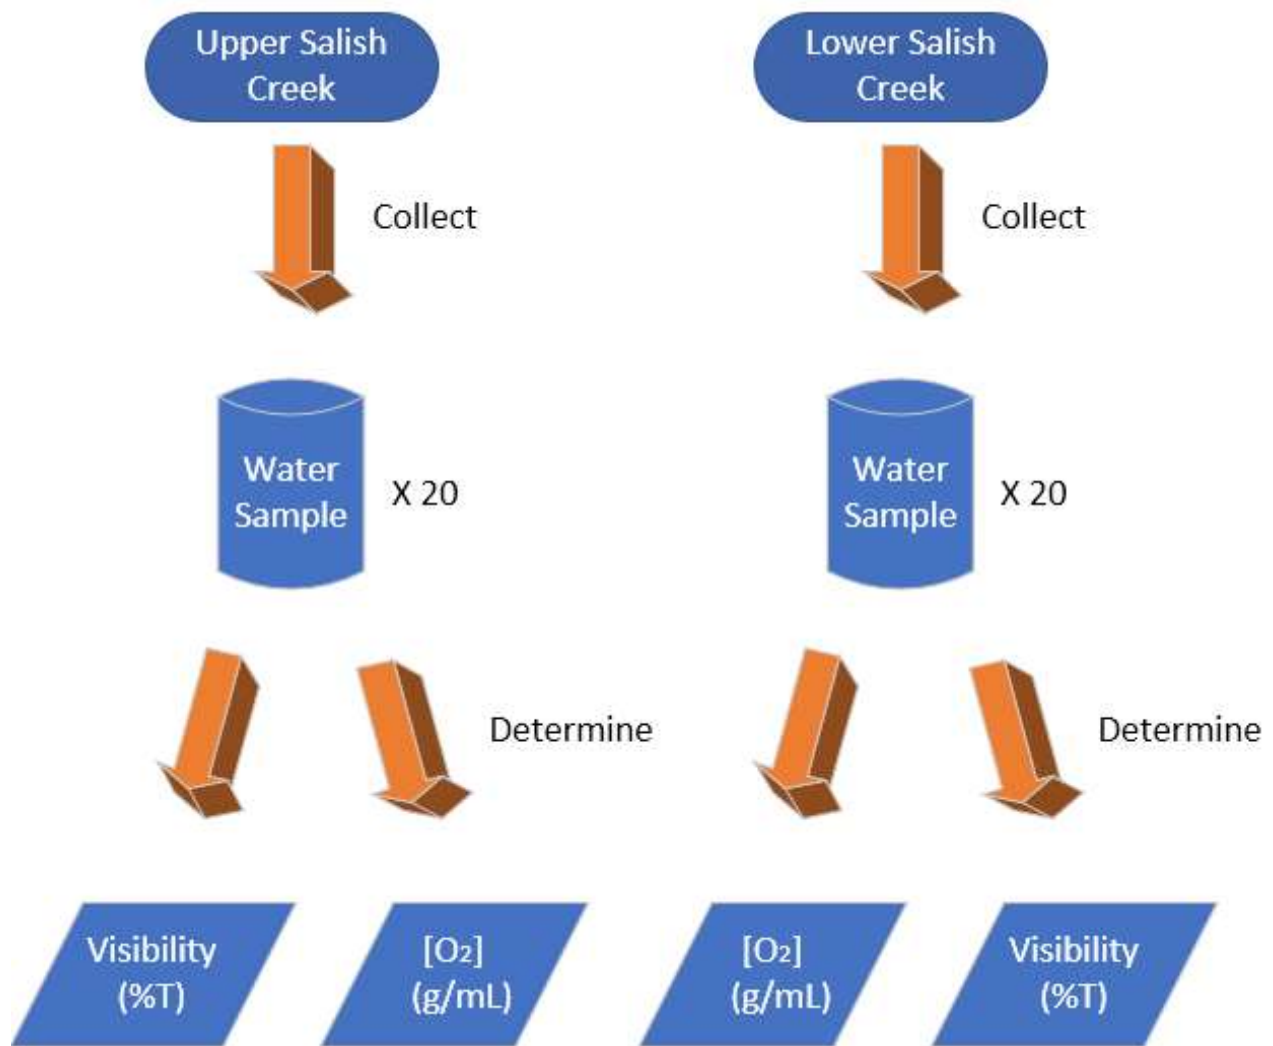 Upper Salish
Creek
Lower Salish
Creek
Collect
Collect
Water
Sample
X 20
Water
Sample
X 20
Determine
Determine
Visibility
(%T)
[O₂]
(g/mL)
[O₂]
(g/mL)
Visibility
(%T)